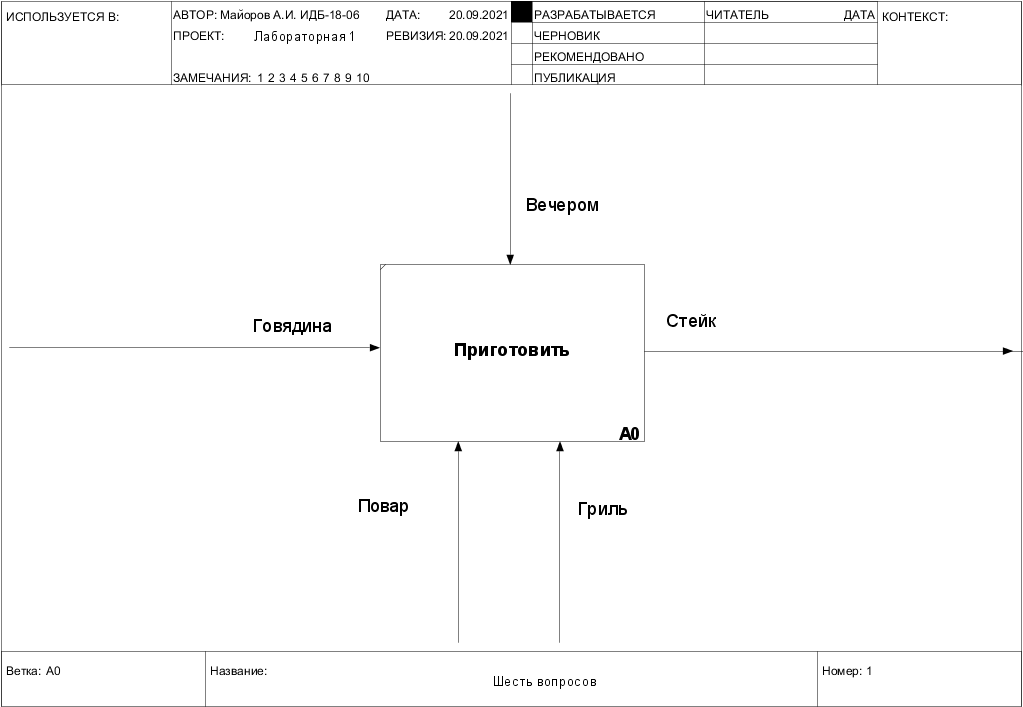 ИСПОЛЬЗУЕТСЯ В:
АВТОР: Майоров А.И. ИДБ-18-06
ДАТА: 20.09.2021
ПРОЕКТ: Лабораторная 1
РЕВИЗИЯ: 20.09.2021
ЗАМЕЧАНИЯ: 1 2 3 4 5 6 7 8 9 10
РАЗРАБАТЫВАЕТСЯ
ЧЕРНОВИК
РЕКОМЕНДОВАНО
ПУБЛИКАЦИЯ
ЧИТАТЕЛЬ ДАТА
КОНТЕКСТ:
Вечером
Говядина
Приготовить
Стейк
A0
Повар
Гриль
Ветка: A0
Название:
Шесть вопросов
Номер: 1